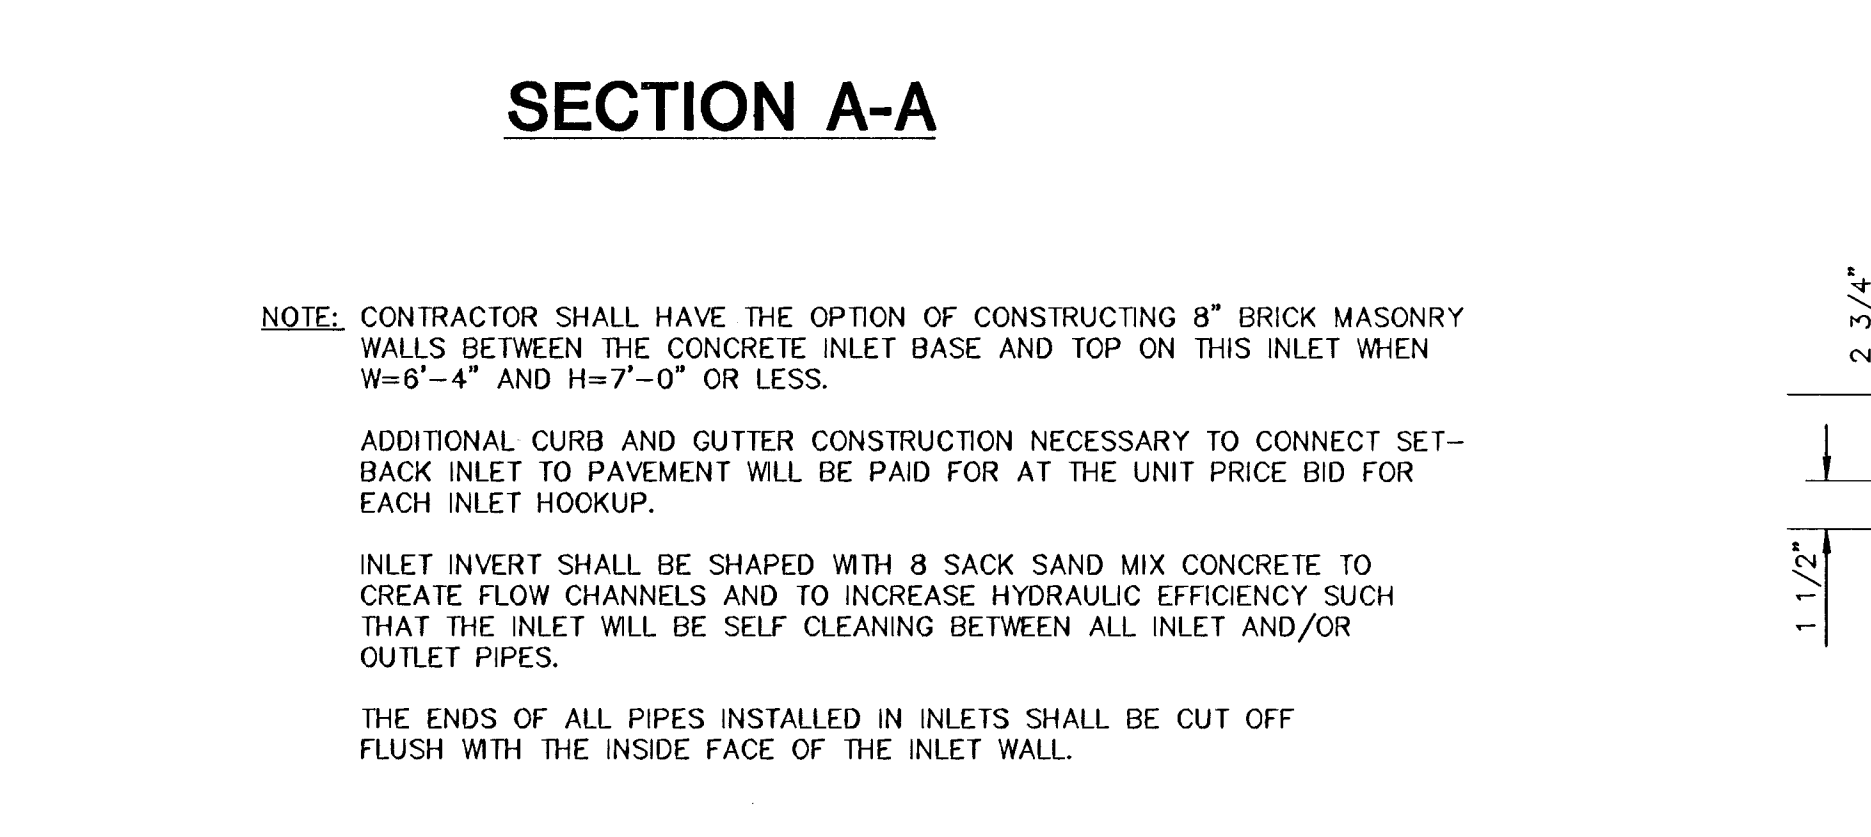 SECTION A-A
NOTE: CONTRACTOR SHALL HAVE THE OPTION OF CONSTRUCTING 8" BRICK MASONRY
WALLS BETWEEN THE CONCRETE INLET BASE AND TOP ON THIS INLET WHEN
W=6'-4" AND H=7'-0" OR LESS.
ADDITIONAL CURB AND GUTTER CONSTRUCTION NECESSARY TO CONNECT SET-
BACK INLET TO PAVEMENT WILL BE PAID FOR AT THE UNIT PRICE BID FOR
EACH INLET HOOKUP.
INLET INVERT SHALL BE SHAPED WITH 8 SACK SAND MIX CONCRETE TO
CREATE FLOW CHANNELS AND TO INCREASE HYDRAULIC EFFICIENCY SUCH
THAT THE INLET WILL BE SELF CLEANING BETWEEN ALL INLET AND/OR
OUTLET PIPES.
THE ENDS OF ALL PIPES INSTALLED IN INLETS SHALL BE CUT OFF
FLUSH WITH THE INSIDE FACE OF THE INLET WALL.
2 3/4"
1 1/2"